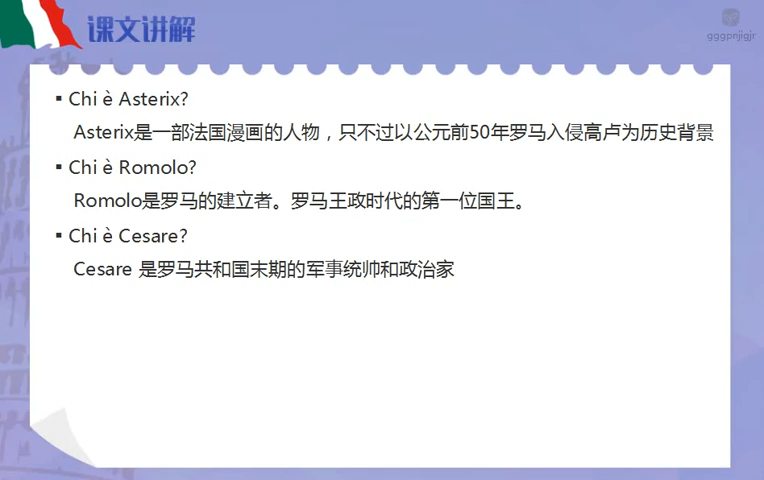 课文讲解
gggpnjigjr
▪ Chi è Asterix?
Asterix是一部法国漫画的人物，只不过以公元前50年罗马入侵高卢为历史背景
▪ Chi è Romolo?
Romolo是罗马的建立者。罗马王政时代的第一位国王。
▪ Chi è Cesare?
Cesare 是罗马共和国末期的军事统帅和政治家